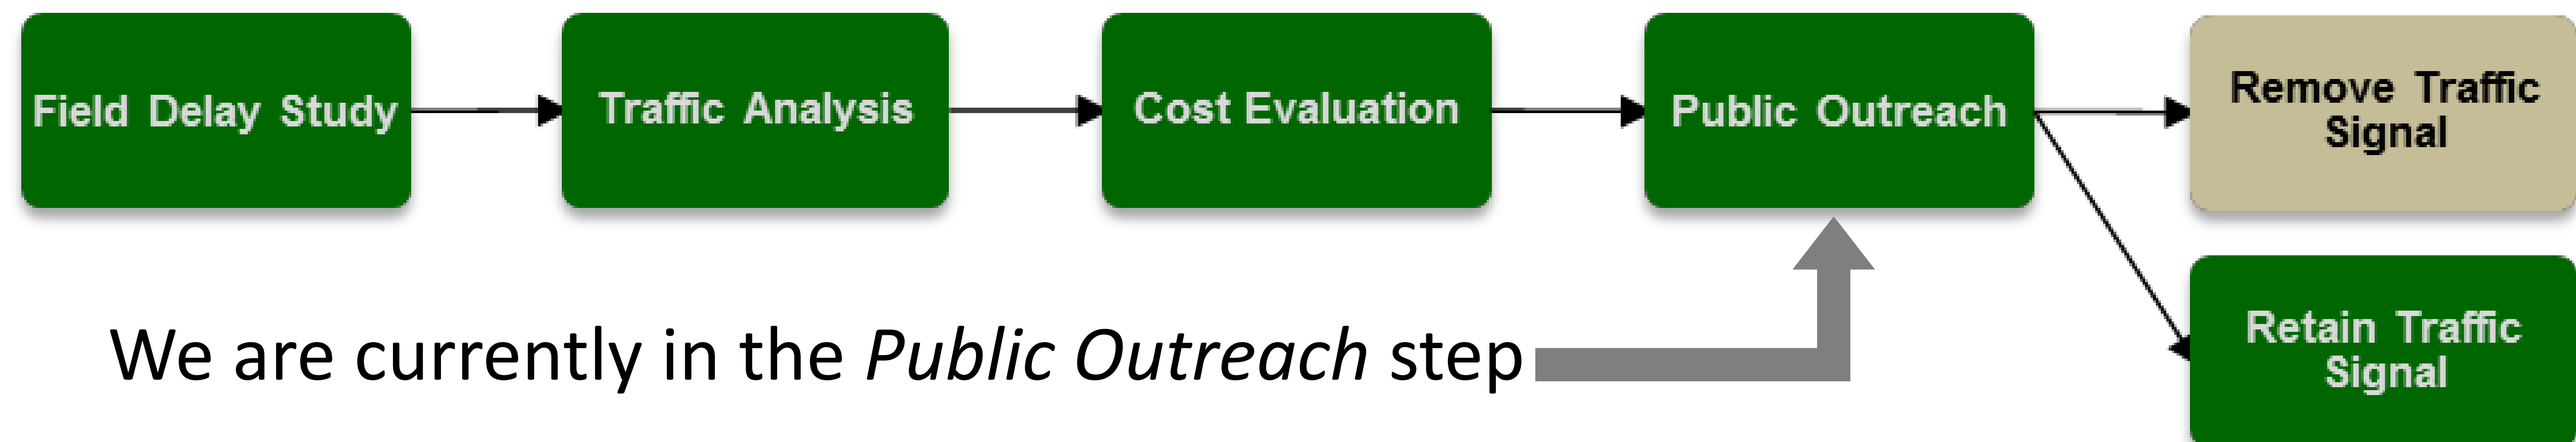 Field Delay Study
Traffic Analysis
Cost Evaluation
Public Outreach
Remove Traffic
Signal
Retain Traffic
Signal
We are currently in the Public Outreach step